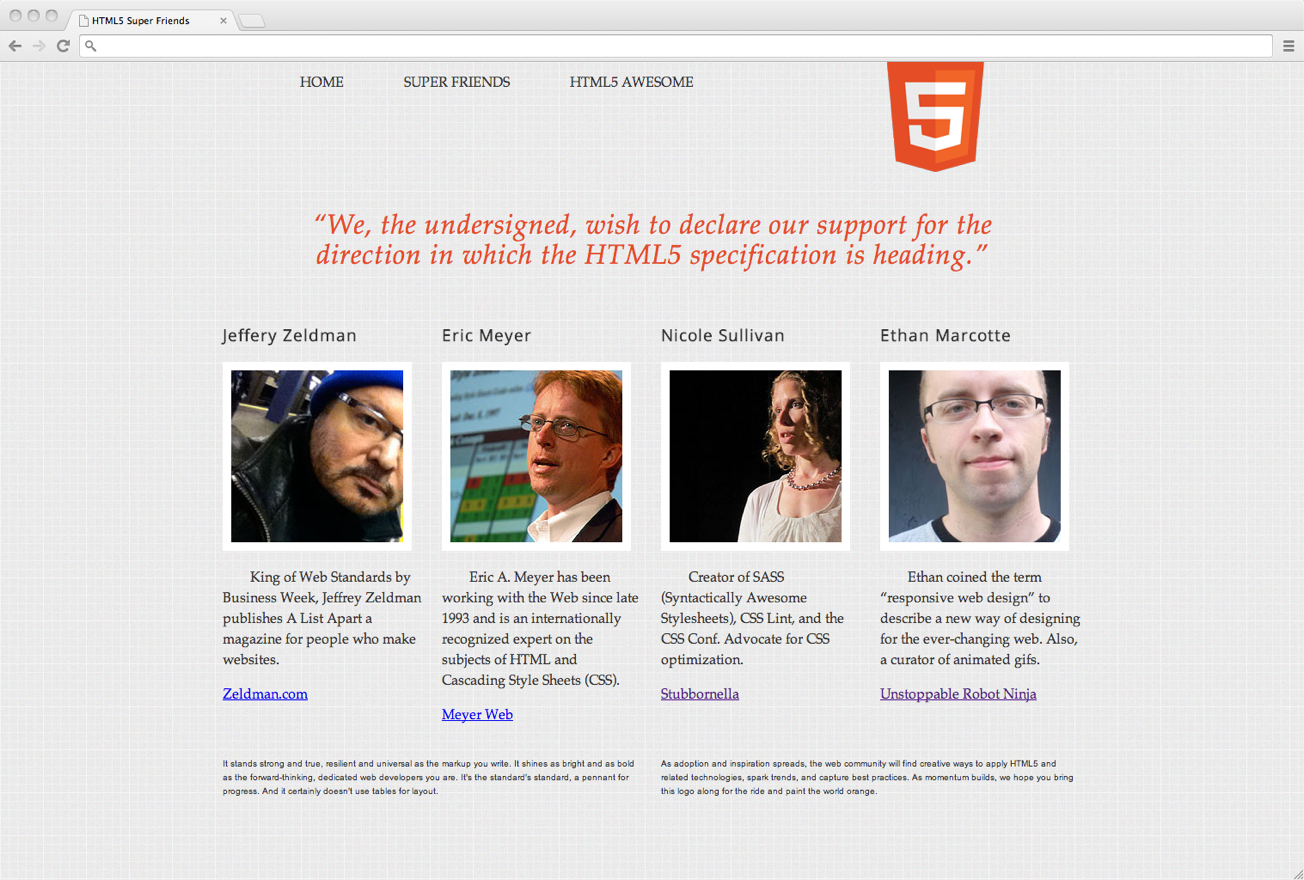 HTML5 Super Friends
HOME SUPER FRIENDS HTML5 AWESOME
5
“We, the undersigned, wish to declare our support for the
direction in which the HTML5 specification is heading.”
Jeffery Zeldman
King of Web Standards by
Business Week, Jeffrey Zeldman
publishes A List Apart a
magazine for people who make
websites.
Zeldman.com
Eric Meyer
Eric A. Meyer has been
working with the Web since late
1993 and is an internationally
recognized expert on the
subjects of HTML and
Cascading Style Sheets (CSS).
Meyer Web
Nicole Sullivan
Creator of SASS
(Syntactically Awesome
Stylesheets), CSS Lint, and the
CSS Conf. Advocate for CSS
optimization.
Stubbornella
Ethan Marcotte
Ethan coined the term
“responsive web design” to
describe a new way of designing
for the ever-changing web. Also,
a curator of animated gifs.
Unstoppable Robot Ninja
It stands strong and true, resilient and universal as the markup you write. It shines as bright and as bold
as the forward-thinking, dedicated web developers you are. It's the standard's standard, a pennant for
progress. And it certainly doesn't use tables for layout.
As adoption and inspiration spreads, the web community will find creative ways to apply HTML5 and
related technologies, spark trends, and capture best practices. As momentum builds, we hope you bring
this logo along for the ride and paint the world orange.